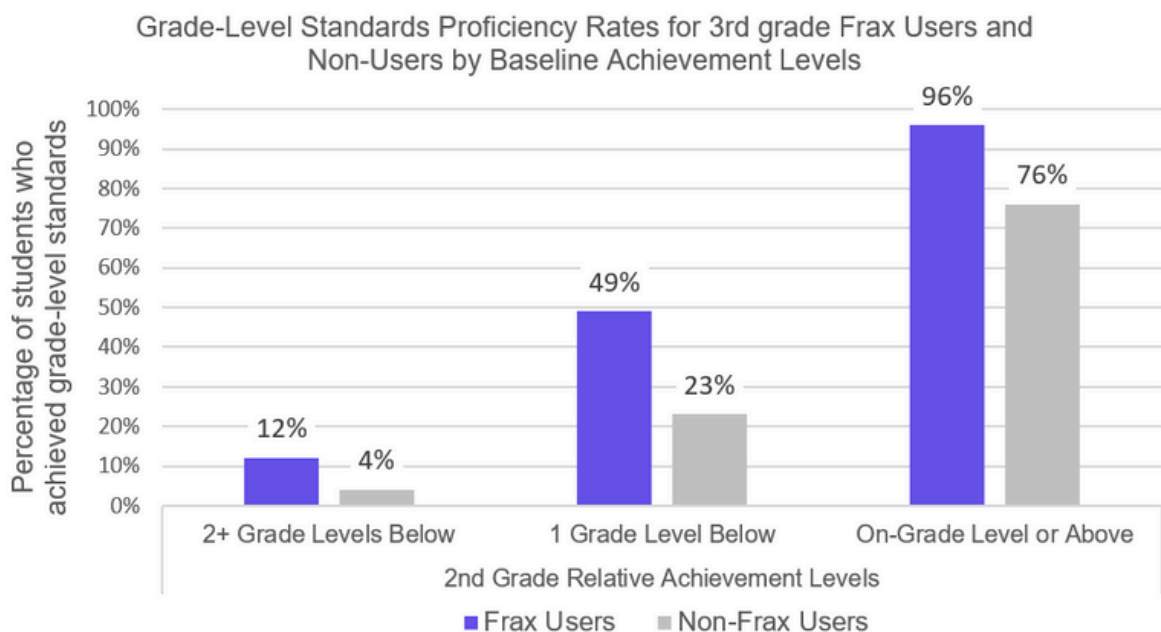 Grade-Level Standards Proficiency Rates for 3rd grade Frax Users and
Non-Users by Baseline Achievement Levels
Percentage of students who
achieved grade-level standards
100%
90%
80%
70%
60%
50%
40%
30%
20%
10%
0%
12%
4%
49%
23%
96%
76%
2+ Grade Levels Below
1 Grade Level Below
On-Grade Level or Above
2nd Grade Relative Achievement Levels
Frax Users
Non-Frax Users